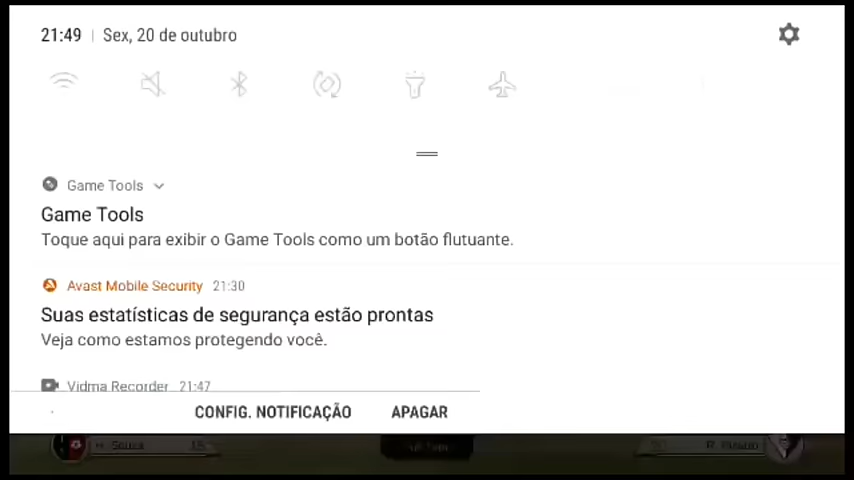 21:49 | Sex, 20 de outubro
Game Tools
Game Tools
Toque aqui para exibir o Game Tools como um botão flutuante.
Avast Mobile Security 21:30
Suas estatísticas de segurança estão prontas
Veja como estamos protegendo você.
Vidma Recorder 21:47
CONFIG. NOTIFICAÇÃO APAGAR